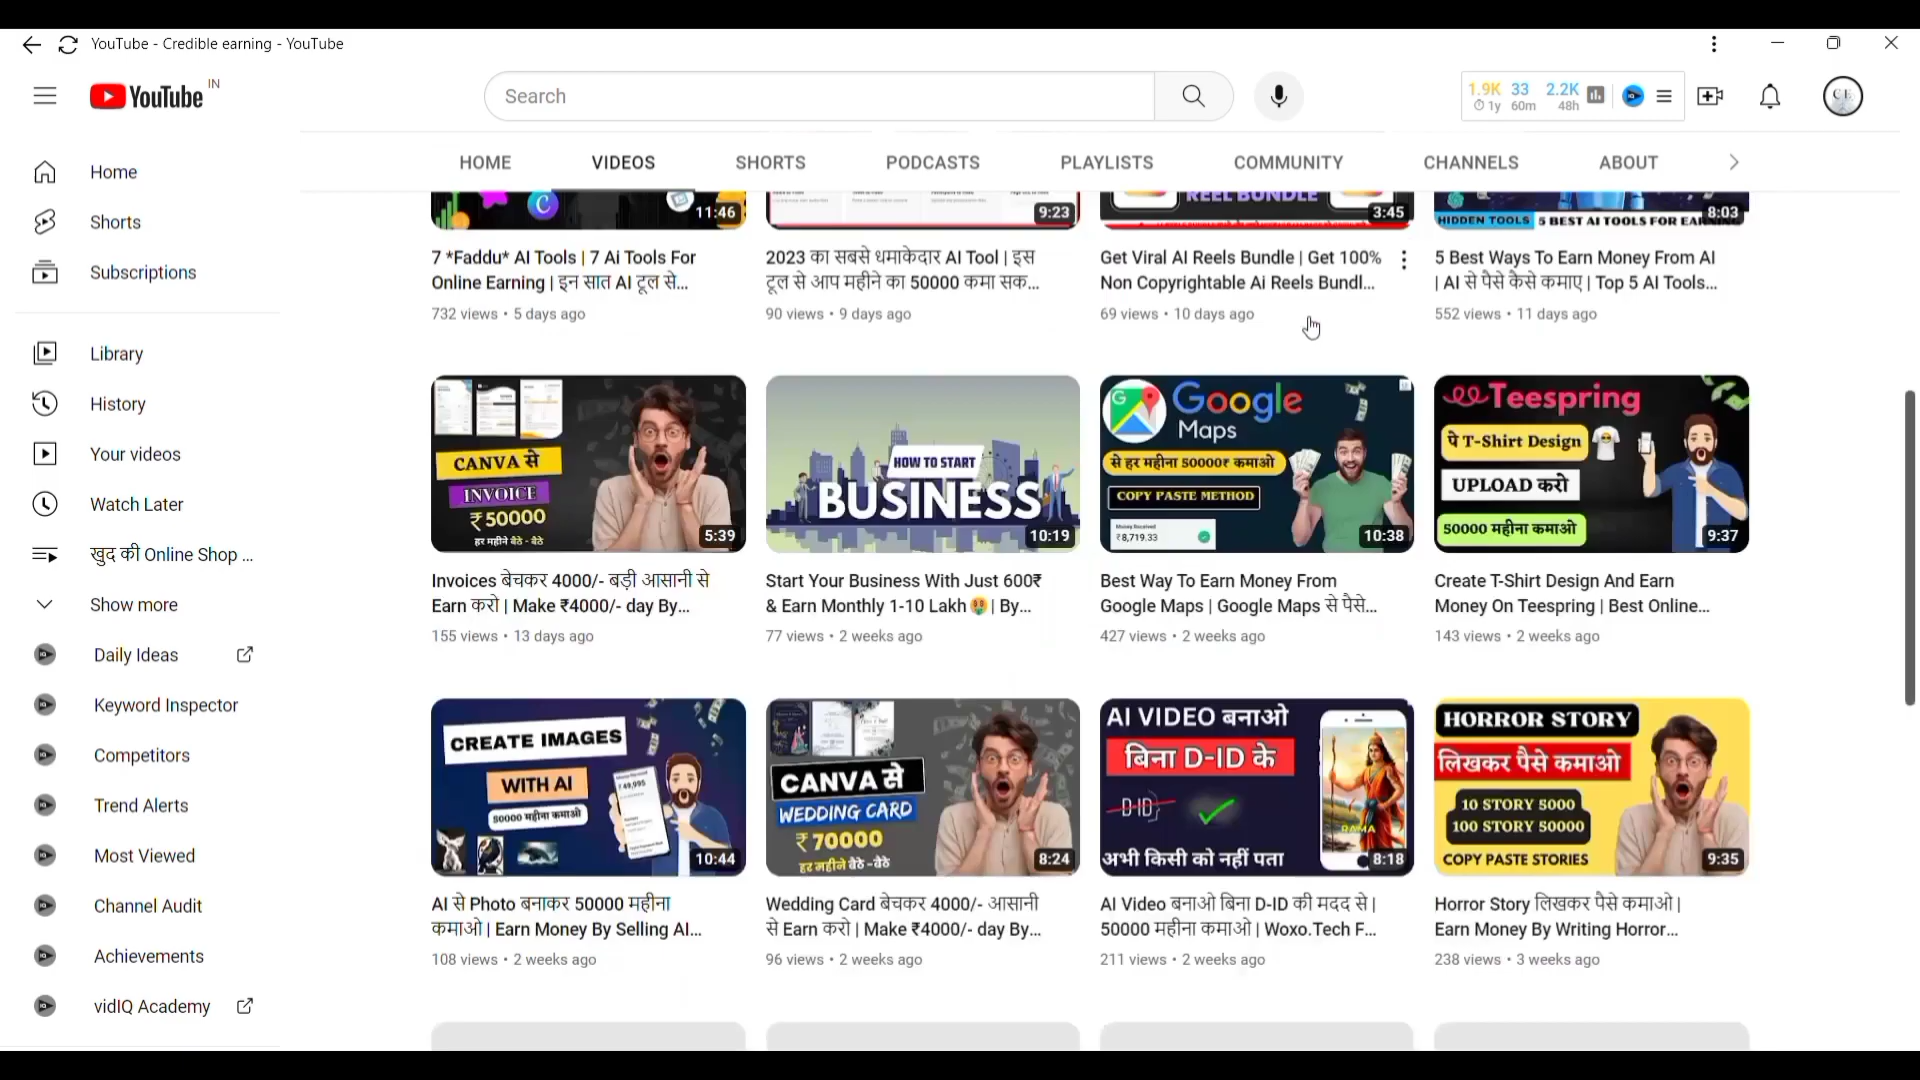 YouTube - Credible earning - YouTube
YouTube IN
Search
1.9K 33 2.2K
1y 60m 48h
CE
HOME VIDEOS SHORTS PODCASTS PLAYLISTS COMMUNITY CHANNELS ABOUT
Home
Shorts
Subscriptions
Library
History
Your videos
Watch Later
खुद की Online Shop ...
Show more
Daily Ideas
Keyword Inspector
Competitors
Trend Alerts
Most Viewed
Channel Audit
Achievements
vidIQ Academy
11:46
7 *Faddu* AI Tools | 7 Ai Tools For
Online Earning | इन सात AI टूल से...
732 views • 5 days ago
9:23
2023 का सबसे धमाकेदार AI Tool | इस
टूल से आप महीने का 50000 कमा सक...
90 views • 9 days ago
REEL BUNDLE
3:45
Get Viral AI Reels Bundle | Get 100%
Non Copyrightable Ai Reels Bundl...
69 views • 10 days ago
8:03
HIDDEN TOOLS 5 BEST AI TOOLS FOR EARNING
5 Best Ways To Earn Money From AI
| AI से पैसे कैसे कमाए | Top 5 AI Tools...
552 views • 11 days ago
CANVA से
INVOICE
₹50000
हर महीने बैठे - बैठे
5:39
Invoices बेचकर 4000/- बड़ी आसानी से
Earn करो | Make ₹4000/- day By...
155 views • 13 days ago
HOW TO START
BUSINESS
10:19
Start Your Business With Just 600₹
& Earn Monthly 1-10 Lakh 🤑 | By...
77 views • 2 weeks ago
Google
Maps
से हर महीना 50000₹ कमाओ
COPY PASTE METHOD
Money Received
₹8,719.33
10:38
Best Way To Earn Money From
Google Maps | Google Maps से पैसे...
427 views • 2 weeks ago
Teespring
पे T-Shirt Design
UPLOAD करो
50000 महीना कमाओ
9:37
Create T-Shirt Design And Earn
Money On Teespring | Best Online...
143 views • 2 weeks ago
CREATE IMAGES
WITH AI
50000 महीना कमाओ
₹49,995
10:44
AI से Photo बनाकर 50000 महीना
कमाओ | Earn Money By Selling AI...
108 views • 2 weeks ago
CANVA से
WEDDING CARD
₹ 70000
हर महीने बैठे -बैठे
8:24
Wedding Card बेचकर 4000/- आसानी
से Earn करो | Make ₹4000/- day By...
96 views • 2 weeks ago
AI VIDEO बनाओ
बिना D-ID के
D-ID
अभी किसी को नहीं पता
RAMA
8:18
AI Video बनाओ बिना D-ID की मदद से |
50000 महीना कमाओ | Woxo.Tech F...
211 views • 2 weeks ago
HORROR STORY
लिखकर पैसे कमाओ
10 STORY 5000
100 STORY 50000
COPY PASTE STORIES
9:35
Horror Story लिखकर पैसे कमाओ |
Earn Money By Writing Horror...
238 views • 3 weeks ago